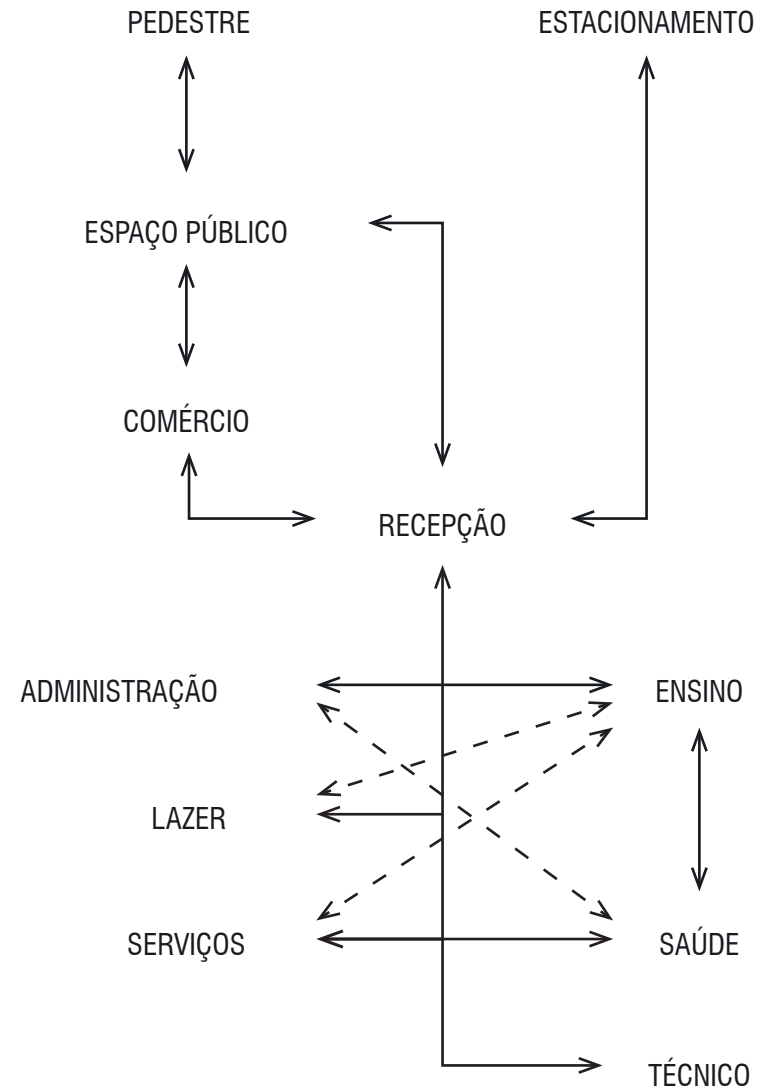 PEDESTRE
ESTACIONAMENTO
ESPAÇO PÚBLICO
COMÉRCIO
RECEPÇÃO
ADMINISTRAÇÃO
ENSINO
LAZER
SERVIÇOS
SAÚDE
TÉCNICO